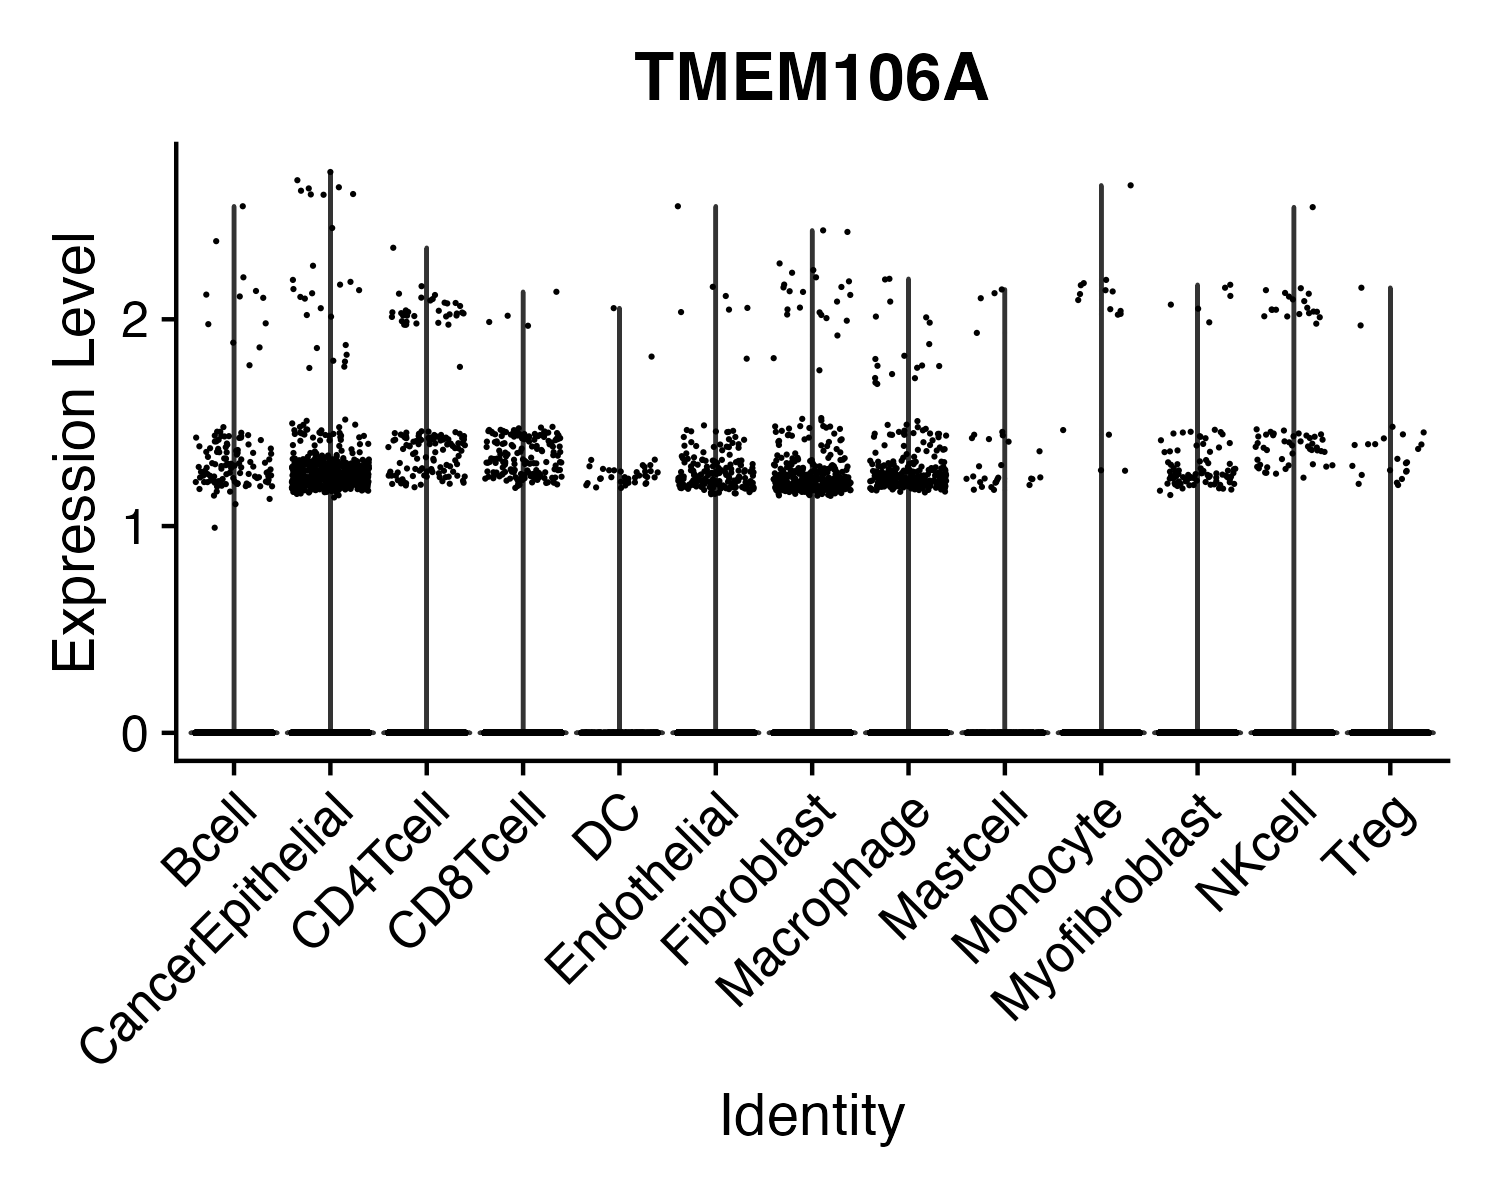 TMEM106A
Expression Level
2
1
0
Bcell
CancerEpithelial
CD4Tcell
CD8Tcell
DC
Endothelial
Fibroblast
Macrophage
Mastcell
Monocyte
Myofibroblast
NKcell
Treg
Identity